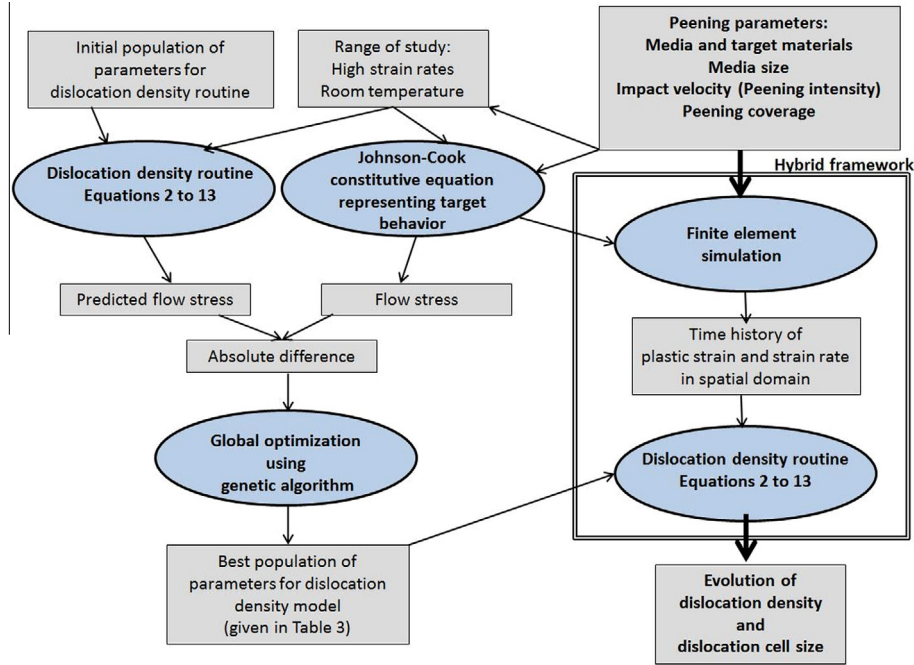 Initial population of
parameters for
dislocation density routine
Range of study:
High strain rates
Room temperature
Peening parameters:
Media and target materials
Media size
Impact velocity (Peening intensity)
Peening coverage
Hybrid framework
Dislocation density routine
Equations 2 to 13
Johnson-Cook
constitutive equation
representing target
behavior
Finite element
simulation
Predicted flow stress
Flow stress
Time history of
plastic strain and strain rate
in spatial domain
Absolute difference
Global optimization
using
genetic algorithm
Dislocation density routine
Equations 2 to 13
Best population of
parameters for dislocation
density model
(given in Table 3)
Evolution of
dislocation density
and
dislocation cell size